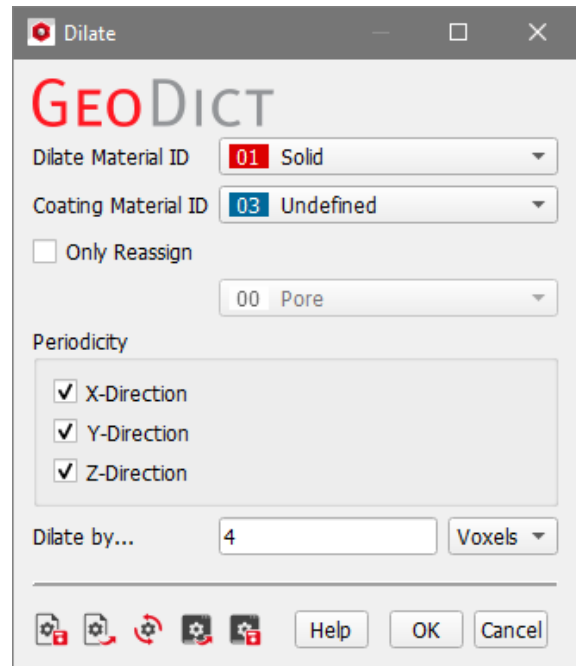 Dilate
GEODICT
Dilate Material ID 01 Solid
Coating Material ID 03 Undefined
Only Reassign
00 Pore
Periodicity
X-Direction
Y-Direction
Z-Direction
Dilate by... 4 Voxels
Help OK Cancel